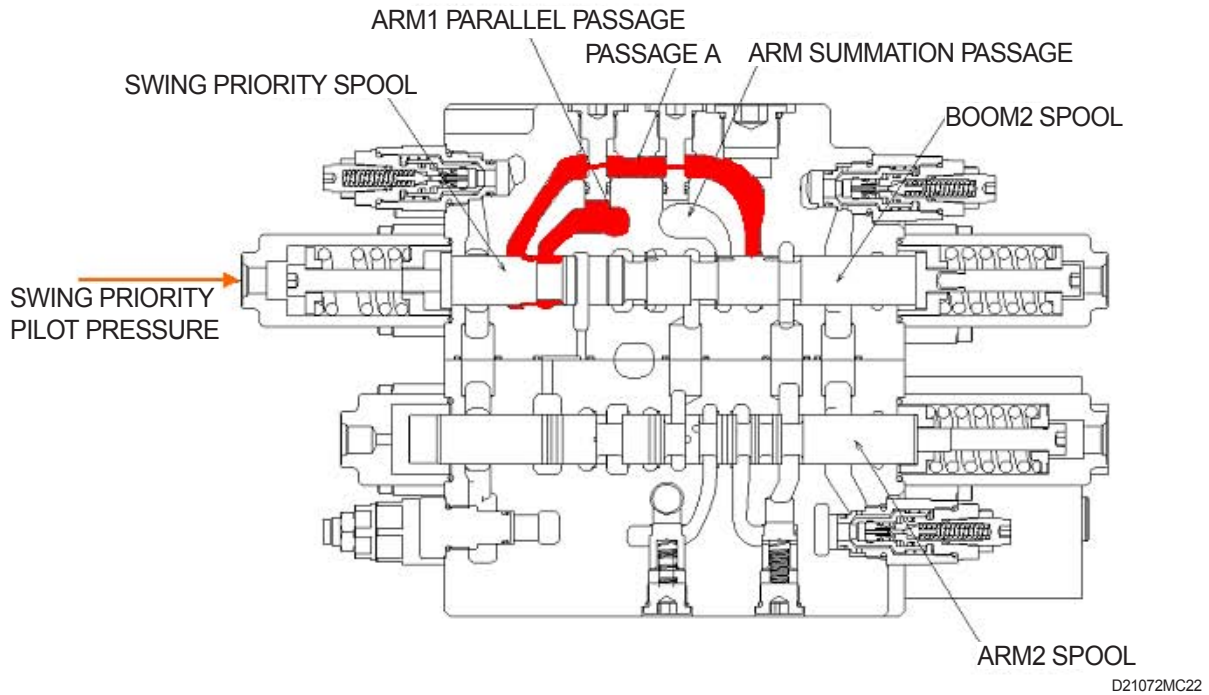 ARM1 PARALLEL PASSAGE
PASSAGE A
ARM SUMMATION PASSAGE
SWING PRIORITY SPOOL
BOOM2 SPOOL
SWING PRIORITY
PILOT PRESSURE
ARM2 SPOOL
D21072MC22